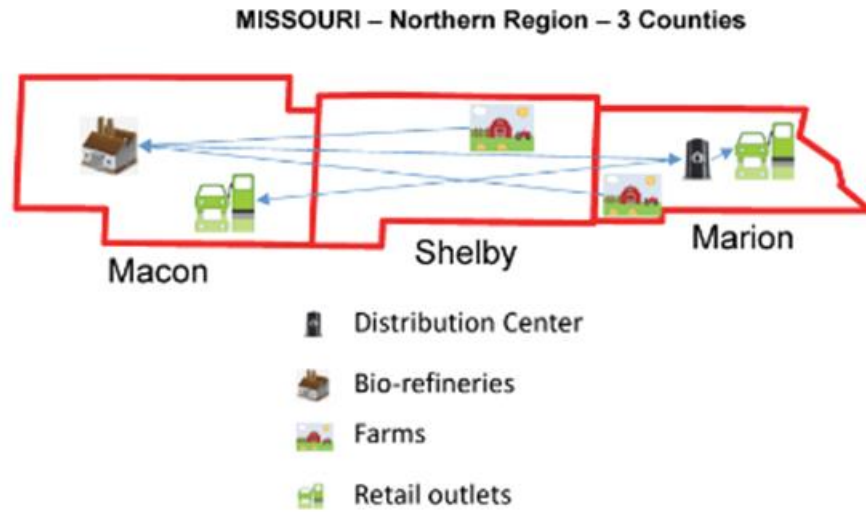 MISSOURI – Northern Region – 3 Counties
Macon
Shelby
Marion
Distribution Center
Bio-refineries
Farms
Retail outlets